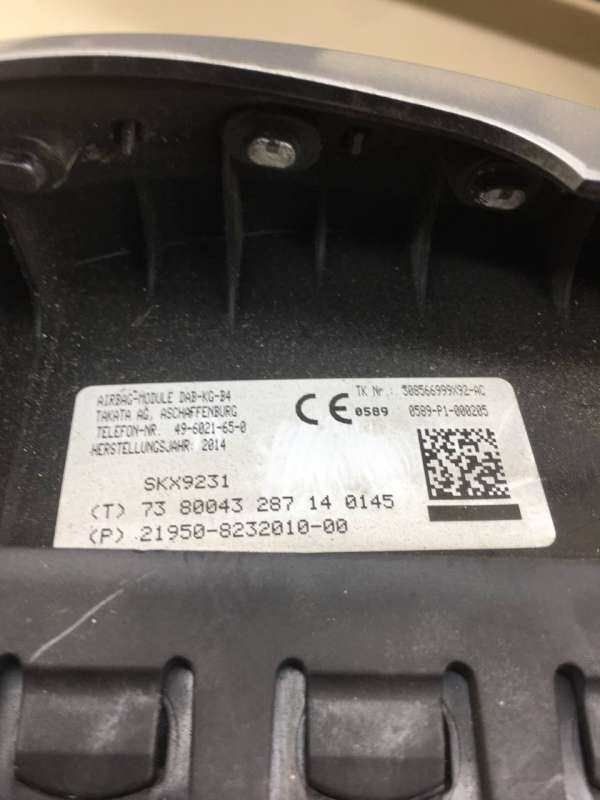 AIRBAG-MODULE DAB-KG-B4
TAKATA AG, ASCHAFFENBURG
TELEFON-NR. 49-6021-65-0
HERSTELLUNGSJAHR: 2014
CE 0589
TK Nr.: 308566999X92-AC
0589-P1-000205
SKX9231
(T) 73 80043 287 14 0145
(P) 21950-8232010-00